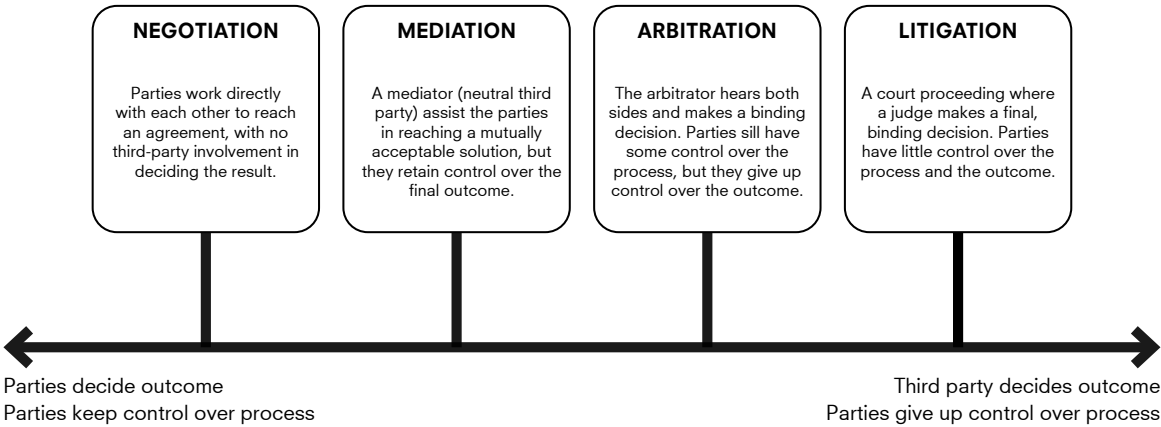 NEGOTIATION
Parties work directly
with each other to reach
an agreement, with no
third-party involvement in
deciding the result.
MEDIATION
A mediator (neutral third
party) assist the parties
in reaching a mutually
acceptable solution, but
they retain control over the
final outcome.
ARBITRATION
The arbitrator hears both
sides and makes a binding
decision. Parties sill have
some control over the
process, but they give up
control over the outcome.
LITIGATION
A court proceeding where
a judge makes a final,
binding decision. Parties
have little control over the
process and the outcome.
Parties decide outcome
Parties keep control over process
Third party decides outcome
Parties give up control over process